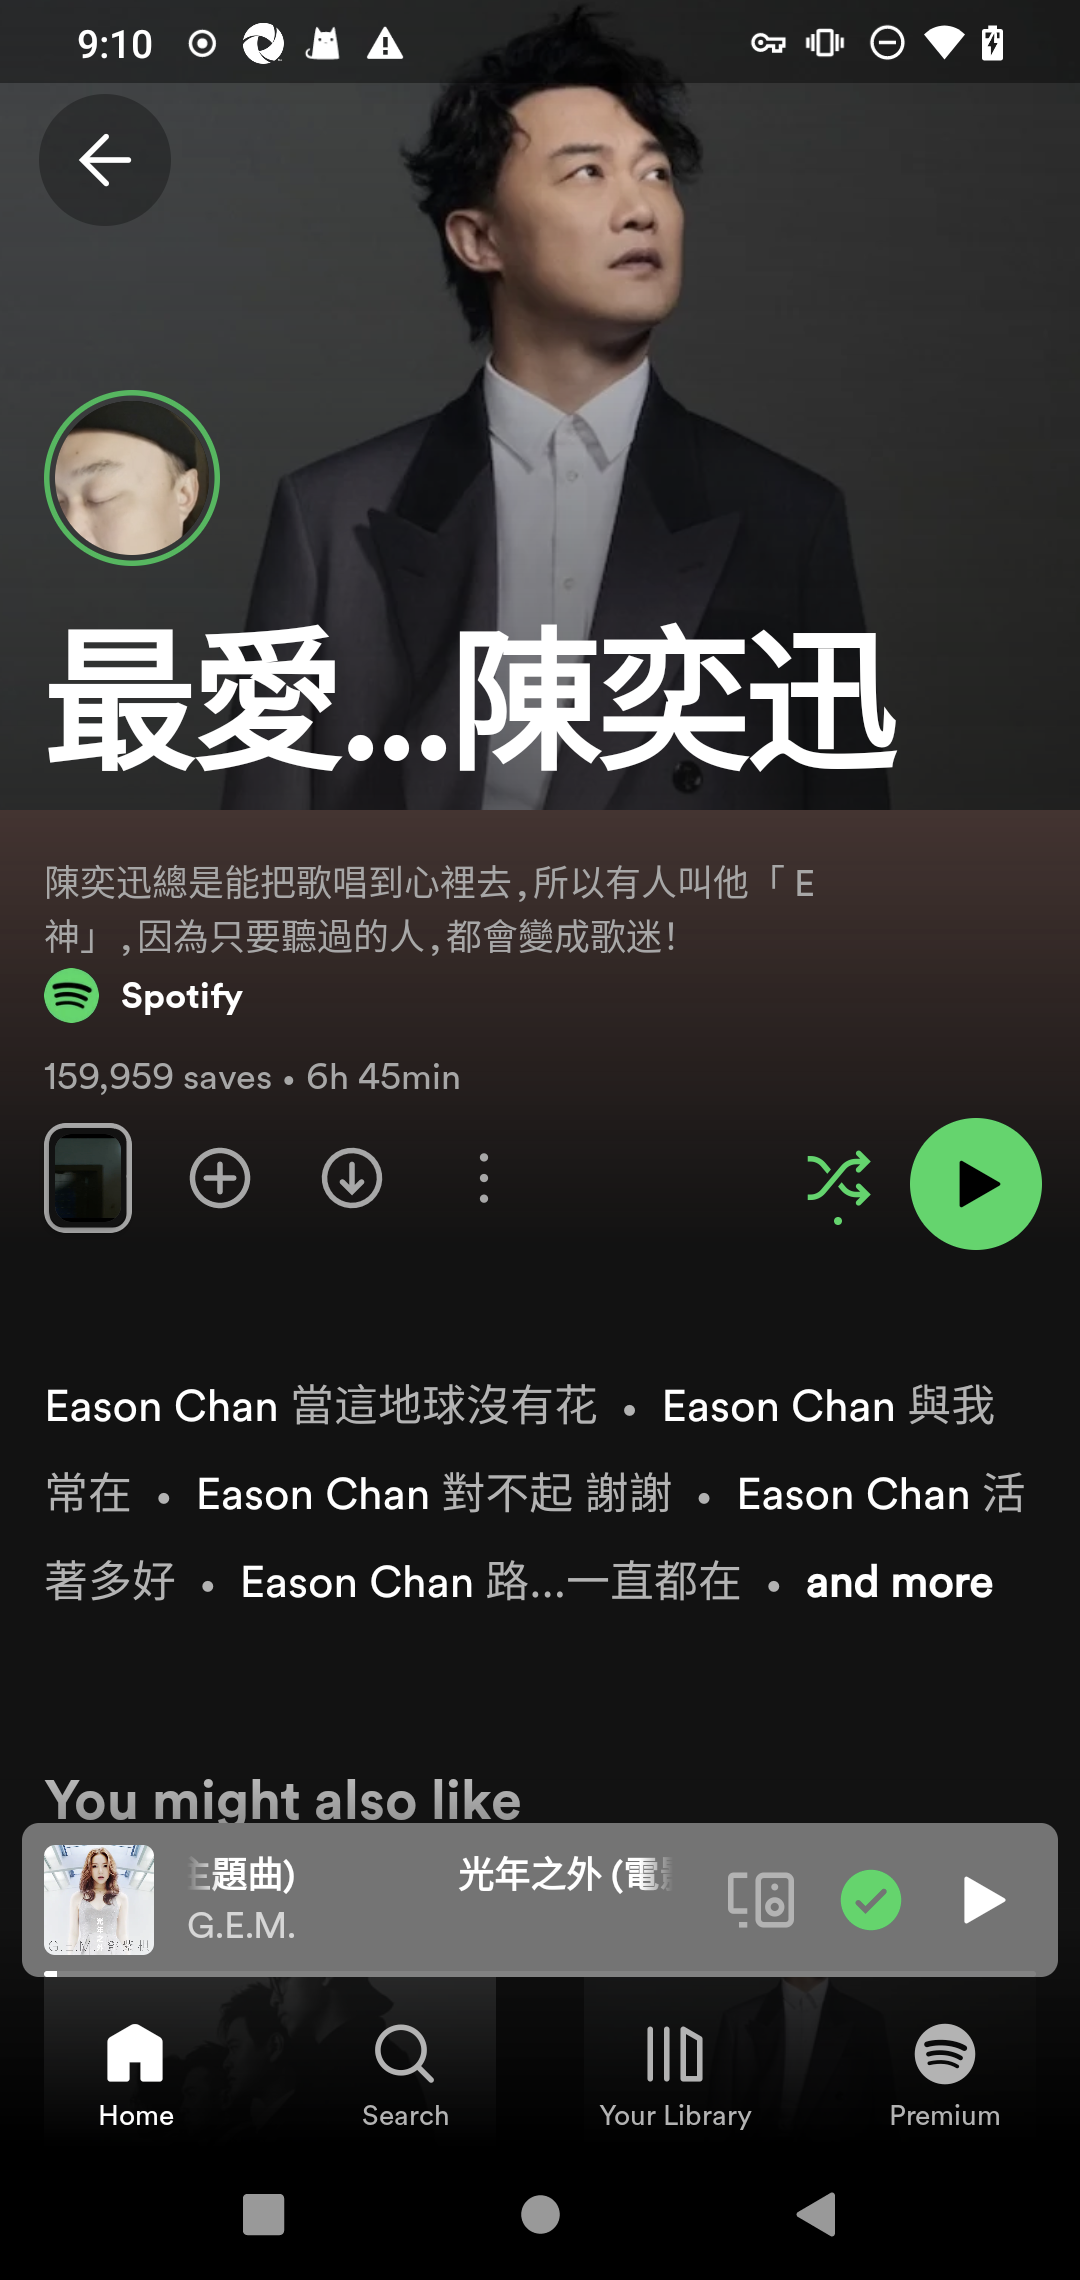 9:10
最愛...陳奕迅
陳奕迅總是能把歌唱到心裡去,所以有人叫他「E
神」,因為只要聽過的人,都會變成歌迷!
Spotify
159,959 saves • 6h 45min
Eason Chan 當這地球沒有花 • Eason Chan 與我
常在 • Eason Chan 對不起 謝謝 • Eason Chan 活
著多好 • Eason Chan 路...一直都在 • and more
You might also like
主題曲) 光年之外 (電影
G.E.M.
Home Search Your Library Premium